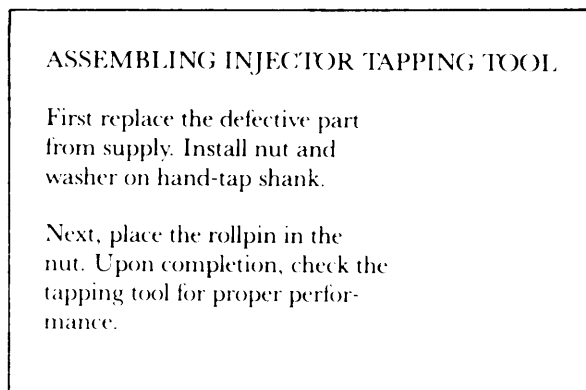 ASSEMBLING INJECTOR TAPPING TOOL
First replace the defective part
from supply. Install nut and
washer on hand-tap shank.
Next, place the rollpin in the
nut. Upon completion, check the
tapping tool for proper perfor-
mance.